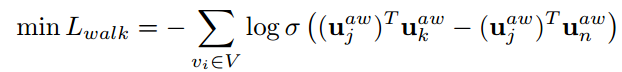 min L_{walk} = − ∑_{v_i∈V} log σ ((u_j^{aw})^T u_k^{aw} − (u_j^{aw})^T u_n^{aw})